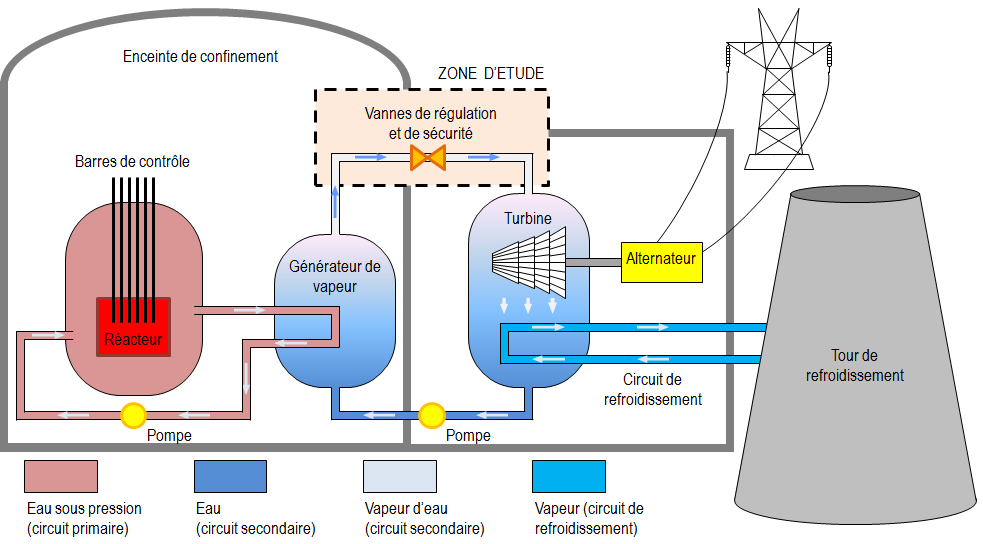 Enceinte de confinement
ZONE D'ETUDE
Vannes de régulation
et de sécurité
Barres de contrôle
Turbine
Alternateur
Générateur de
vapeur
Réacteur
Tour de
refroidissement
Circuit de
refroidissement
Pompe
Pompe
Eau sous pression
(circuit primaire)
Eau
(circuit secondaire)
Vapeur d'eau
(circuit secondaire)
Vapeur (circuit de
refroidissement)